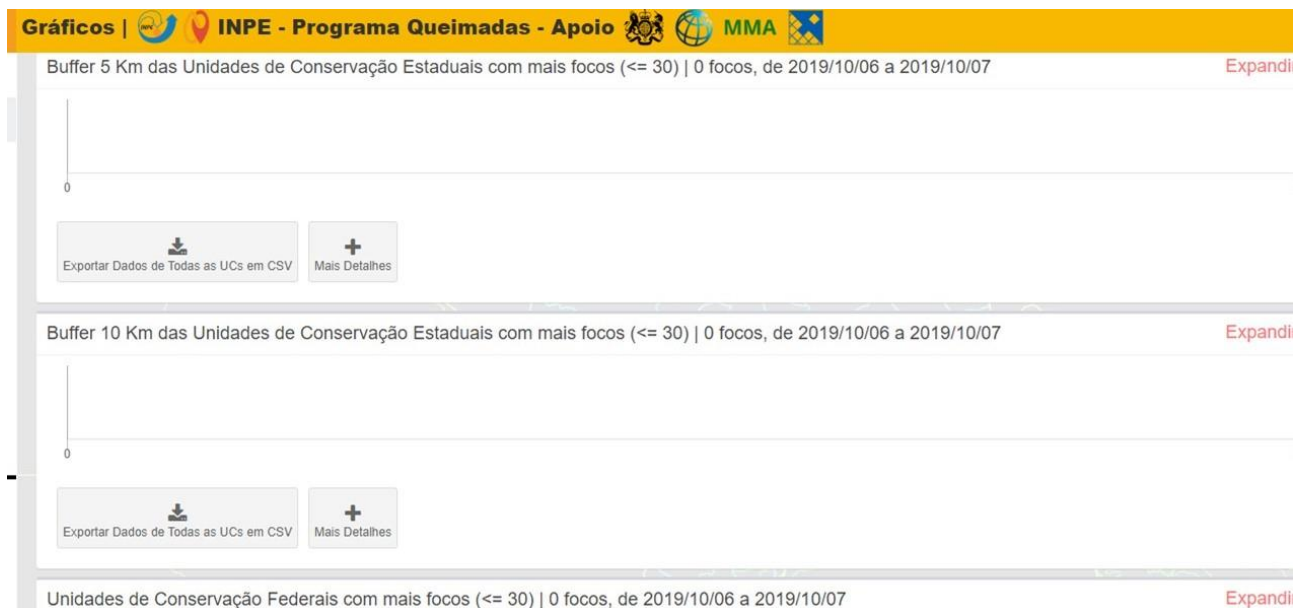 Gráficos | INPE - Programa Queimadas - Apoio MMA
Buffer 5 Km das Unidades de Conservação Estaduais com mais focos (<= 30) | 0 focos, de 2019/10/06 a 2019/10/07 Expandir
0
Exportar Dados de Todas as UCs em CSV Mais Detalhes
Buffer 10 Km das Unidades de Conservação Estaduais com mais focos (<= 30) | 0 focos, de 2019/10/06 a 2019/10/07 Expandir
0
Exportar Dados de Todas as UCs em CSV Mais Detalhes
Unidades de Conservação Federais com mais focos (<= 30) | 0 focos, de 2019/10/06 a 2019/10/07 Expandir